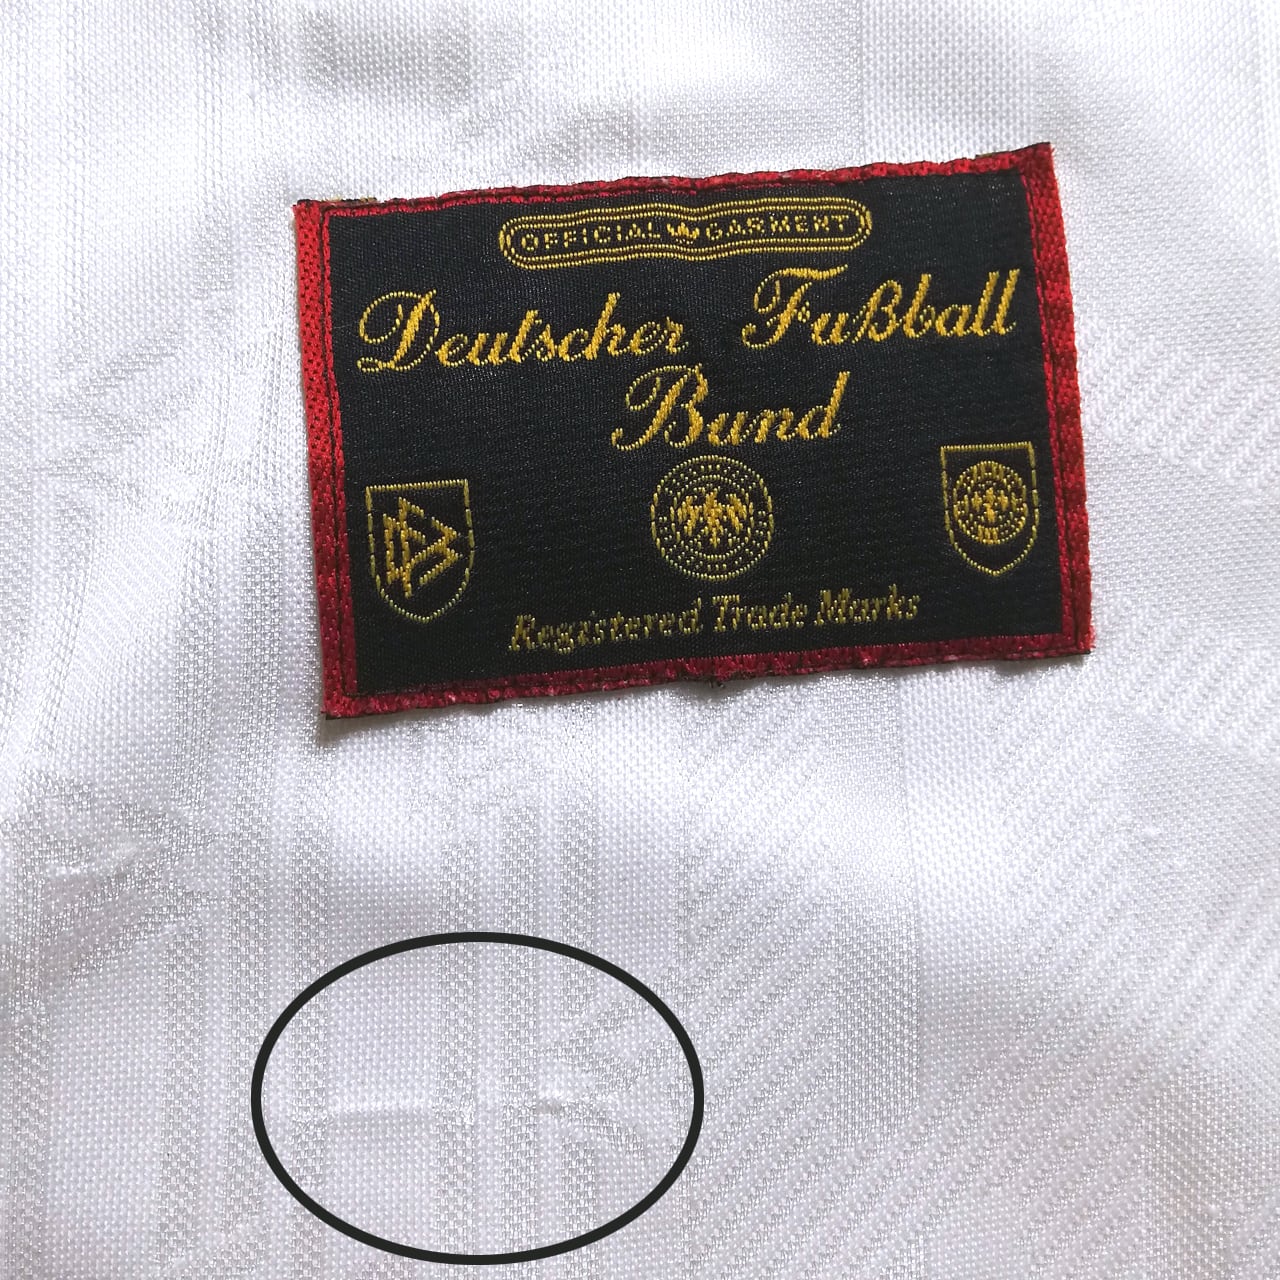 OFFICIAL GARMENT
Deutscher Fußball
Bund
Registered Trade Marks